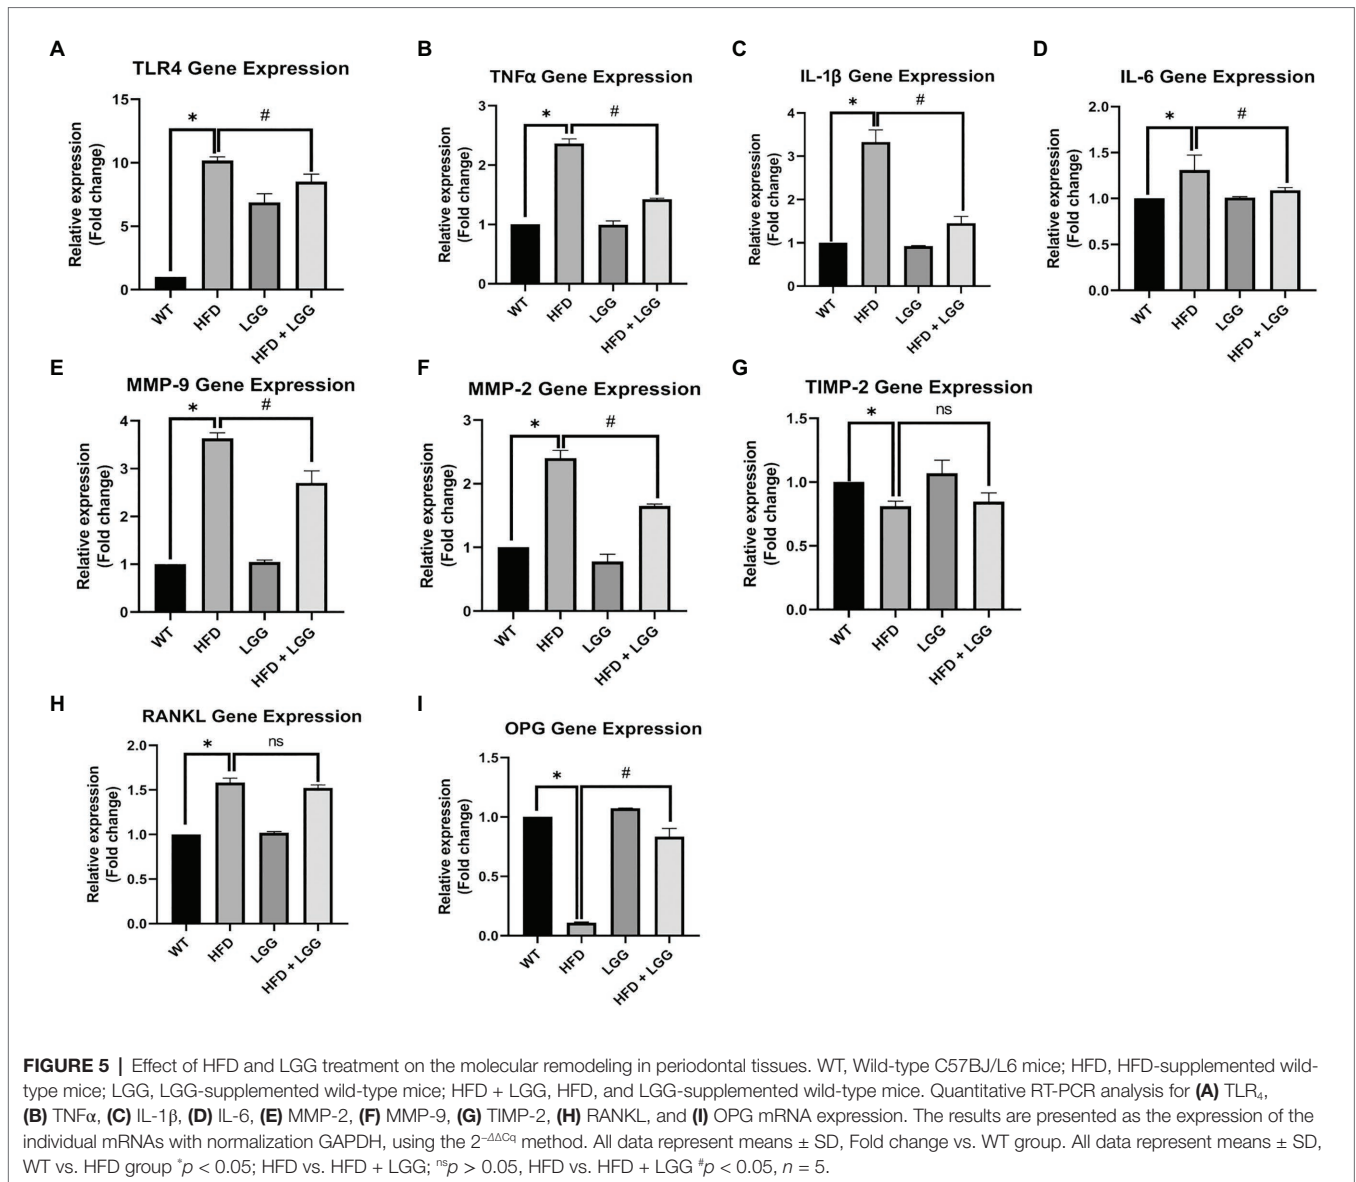 A
TLR4 Gene Expression
Relative expression
(Fold change)
15
10
5
0
*
#
WT
HFD
LGG
HFD + LGG
B
TNFα Gene Expression
Relative expression
(Fold change)
3
2
1
0
*
#
WT
HFD
LGG
HFD + LGG
C
IL-1β Gene Expression
Relative expression
(Fold change)
4
3
2
1
0
*
#
WT
HFD
LGG
HFD + LGG
D
IL-6 Gene Expression
Relative expression
(Fold change)
2.0
1.5
1.0
0.5
0.0
*
#
WT
HFD
LGG
HFD + LGG
E
MMP-9 Gene Expression
Relative expression
(Fold change)
4
3
2
1
0
*
#
WT
HFD
LGG
HFD + LGG
F
MMP-2 Gene Expression
Relative expression
(Fold change)
3
2
1
0
*
#
WT
HFD
LGG
HFD + LGG
G
TIMP-2 Gene Expression
Relative expression
(Fold change)
1.5
1.0
0.5
0.0
*
ns
WT
HFD
LGG
HFD + LGG
H
RANKL Gene Expression
Relative expression
(Fold change)
2.0
1.5
1.0
0.5
0.0
*
ns
WT
HFD
LGG
HFD + LGG
I
OPG Gene Expression
Relative expression
(Fold change)
1.5
1.0
0.5
0.0
*
#
WT
HFD
LGG
HFD + LGG
FIGURE 5 | Effect of HFD and LGG treatment on the molecular remodeling in periodontal tissues. WT, Wild-type C57BJ/L6 mice; HFD, HFD-supplemented wild-
type mice; LGG, LGG-supplemented wild-type mice; HFD + LGG, HFD, and LGG-supplemented wild-type mice. Quantitative RT-PCR analysis for (A) TLR₄,
(B) TNFα, (C) IL-1β, (D) IL-6, (E) MMP-2, (F) MMP-9, (G) TIMP-2, (H) RANKL, and (I) OPG mRNA expression. The results are presented as the expression of the
individual mRNAs with normalization GAPDH, using the 2^−ΔΔCq method. All data represent means ± SD, Fold change vs. WT group. All data represent means ± SD,
WT vs. HFD group *p < 0.05; HFD vs. HFD + LGG; ⁿˢp > 0.05, HFD vs. HFD + LGG #p < 0.05, n = 5.